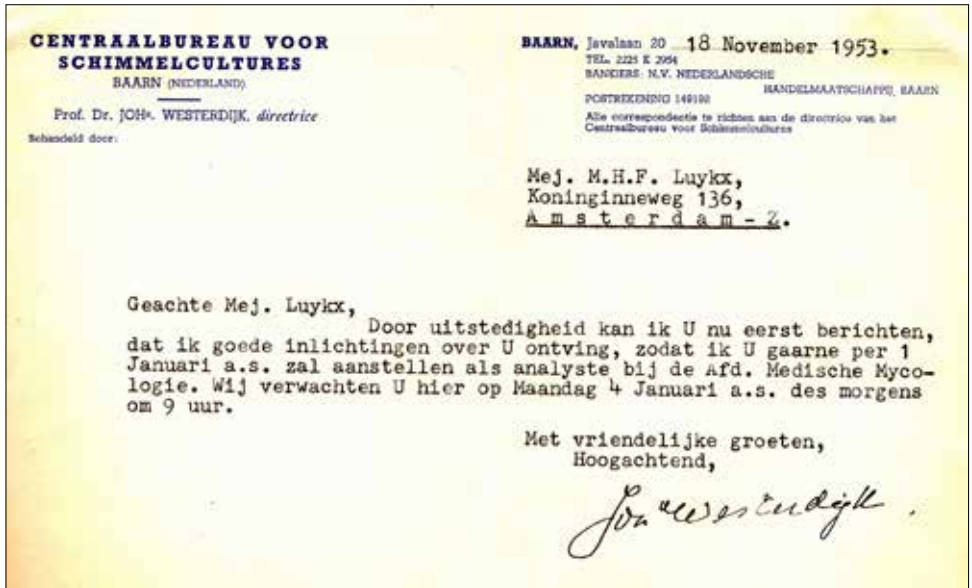 CENTRAALBUREAU VOOR
SCHIMMELCULTURES
BAARN (NEDERLAND)
Prof. Dr. JOHA. WESTERDIJK, directrice
Behandeld door:
BAARN, Javalaan 20 18 November 1953.
TEL. 2225 K 2954
BANKIERS: N.V. NEDERLANDSCHE
HANDELMAATSCHAPPIJ, BAARN
POSTREKENING 149190
Alle correspondentie te richten aan de directrice van het
Centraalbureau voor Schimmelcultures
Mej. M.H.F. Luykx,
Koninginneweg 136,
Amsterdam-Z.
Geachte Mej. Luykx,
Door uitstedigheid kan ik U nu eerst berichten,
dat ik goede inlichtingen over U ontving, zodat ik U gaarne per 1
Januari a.s. zal aanstellen als analyste bij de Afd. Medische Myco-
logie. Wij verwachten U hier op Maandag 4 Januari a.s. des morgens
om 9 uur.
Met vriendelijke groeten,
Hoogachtend,
Joha Westerdijk